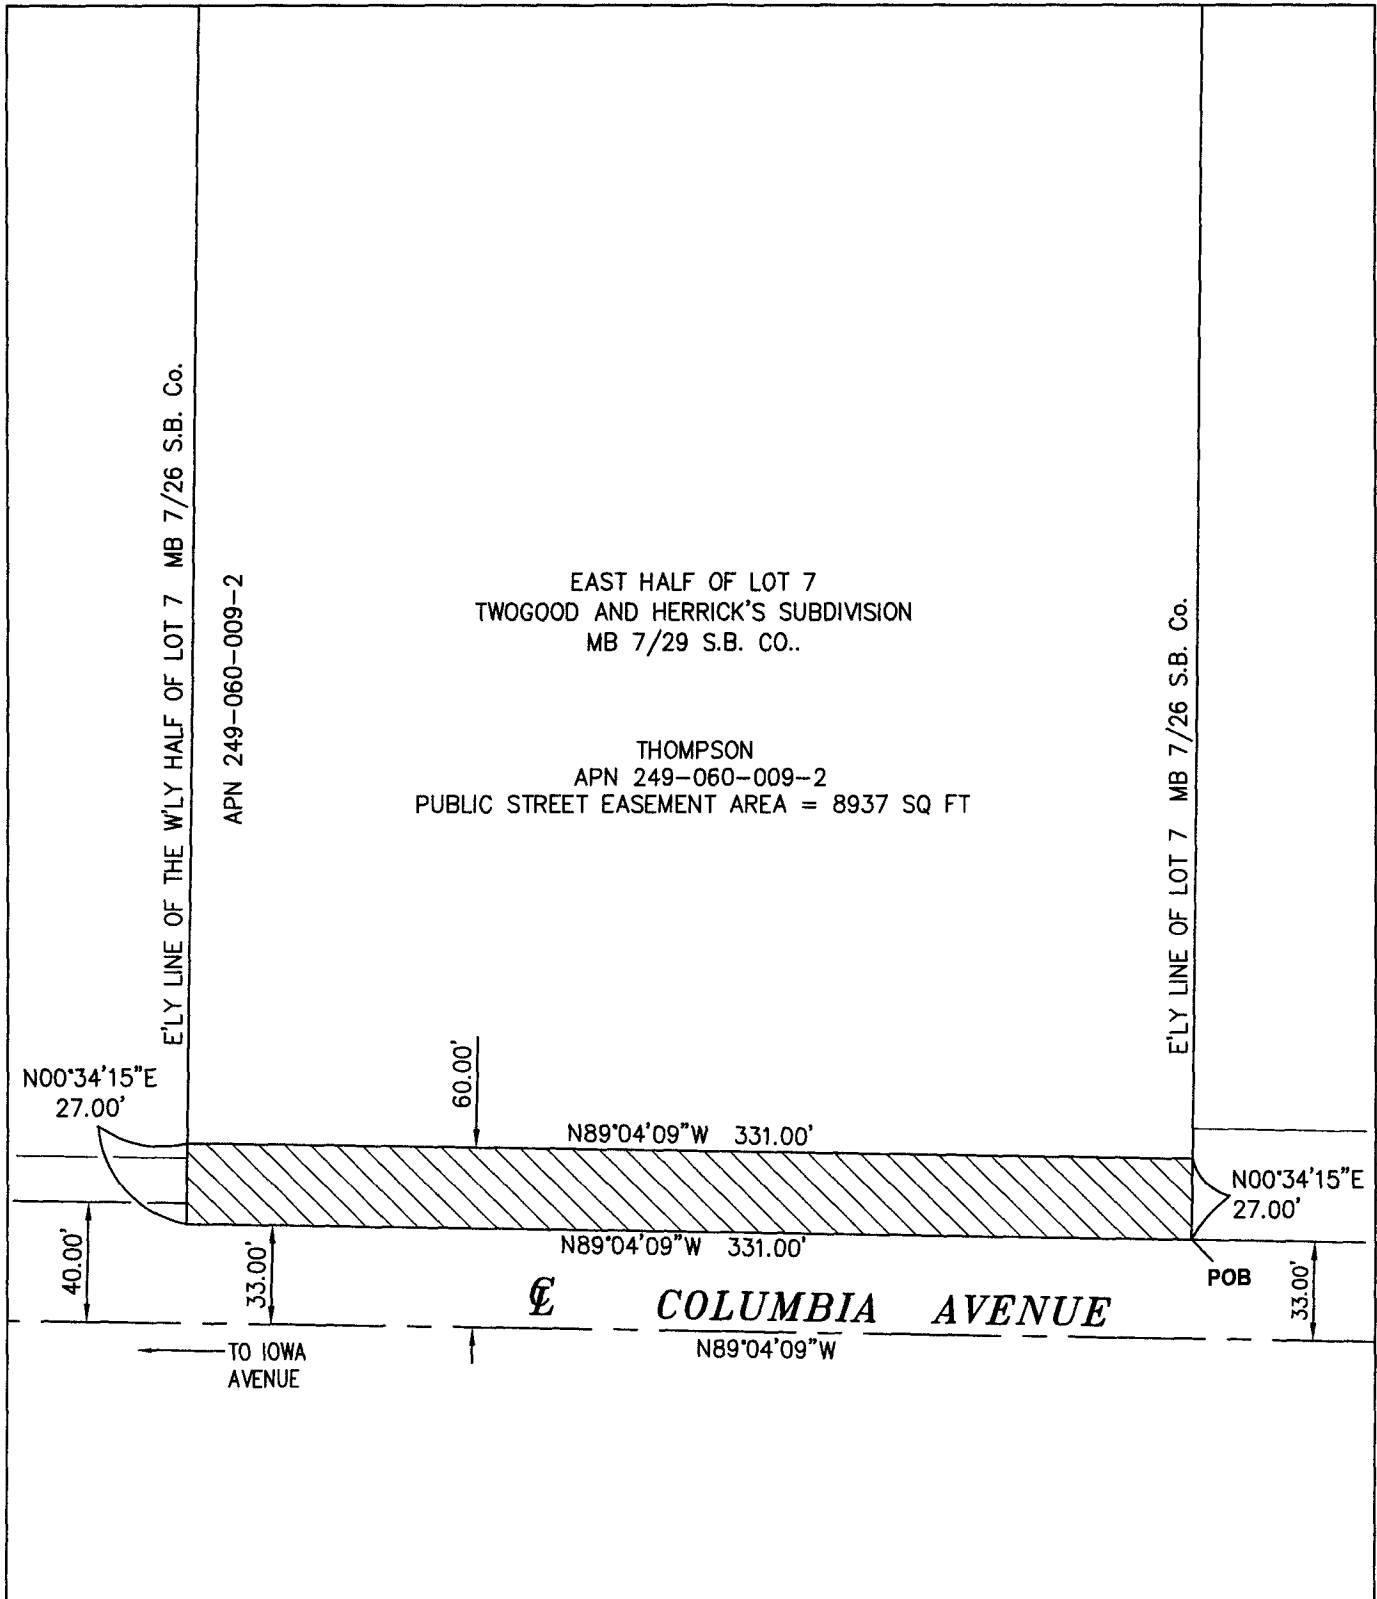 E'LY LINE OF THE W'LY HALF OF LOT 7 MB 7/26 S.B. Co.
APN 249-060-009-2
EAST HALF OF LOT 7
TWOGOOD AND HERRICK'S SUBDIVISION
MB 7/29 S.B. CO..
THOMPSON
APN 249-060-009-2
PUBLIC STREET EASEMENT AREA = 8937 SQ FT
E'LY LINE OF LOT 7 MB 7/26 S.B. Co.
N00°34'15"E
27.00'
60.00'
N89°04'09"W 331.00'
N00°34'15"E
27.00'
N89°04'09"W 331.00'
40.00'
33.00'
POB
33.00'
℄ COLUMBIA AVENUE
N89°04'09"W
TO IOWA
AVENUE